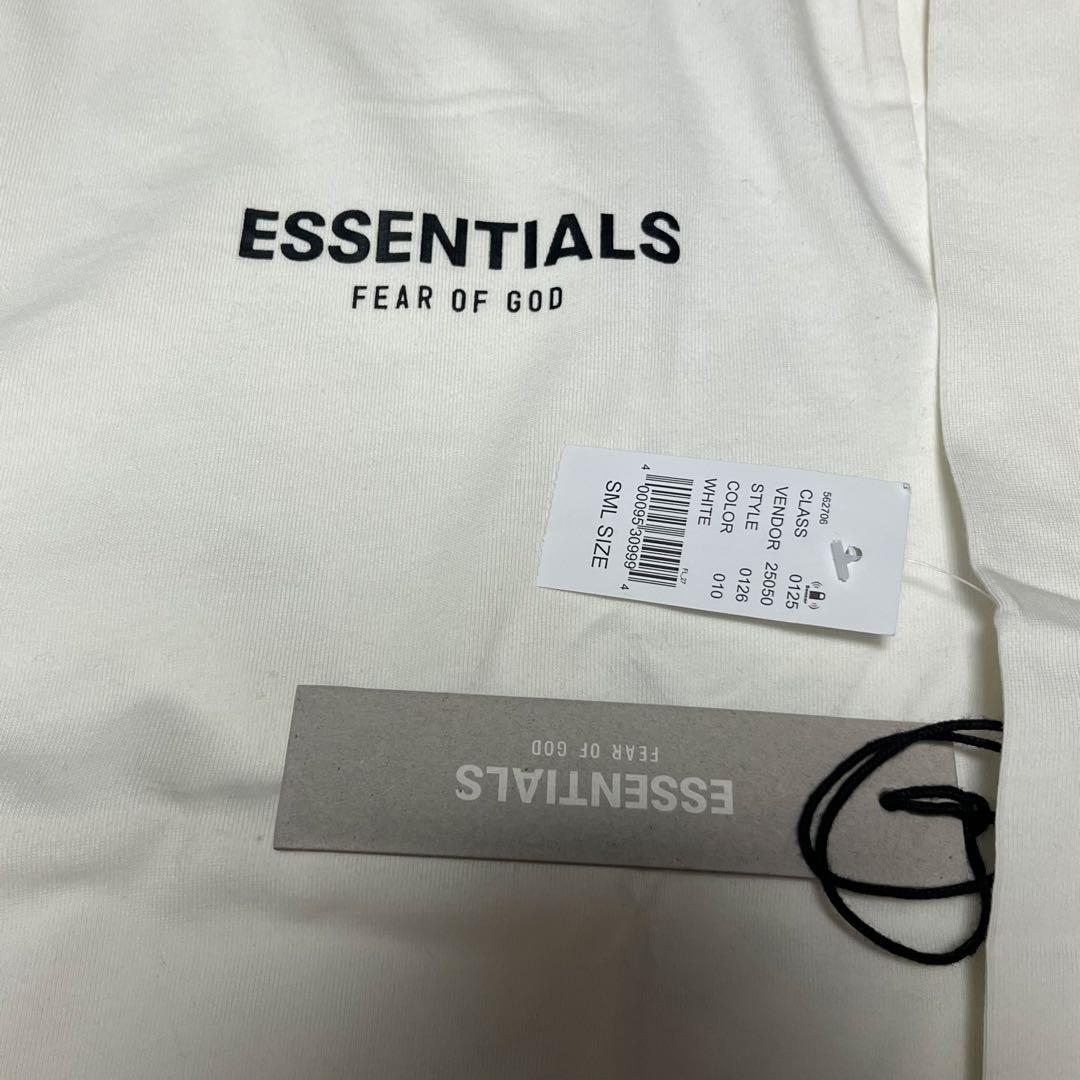 ESSENTIALS
FEAR OF GOD
562706
CLASS 0125
VENDOR 25050
STYLE 0126
COLOR 010
WHITE
FL_27
4 00095 30999 4
SML SIZE
ESSENTIALS
FEAR OF GOD